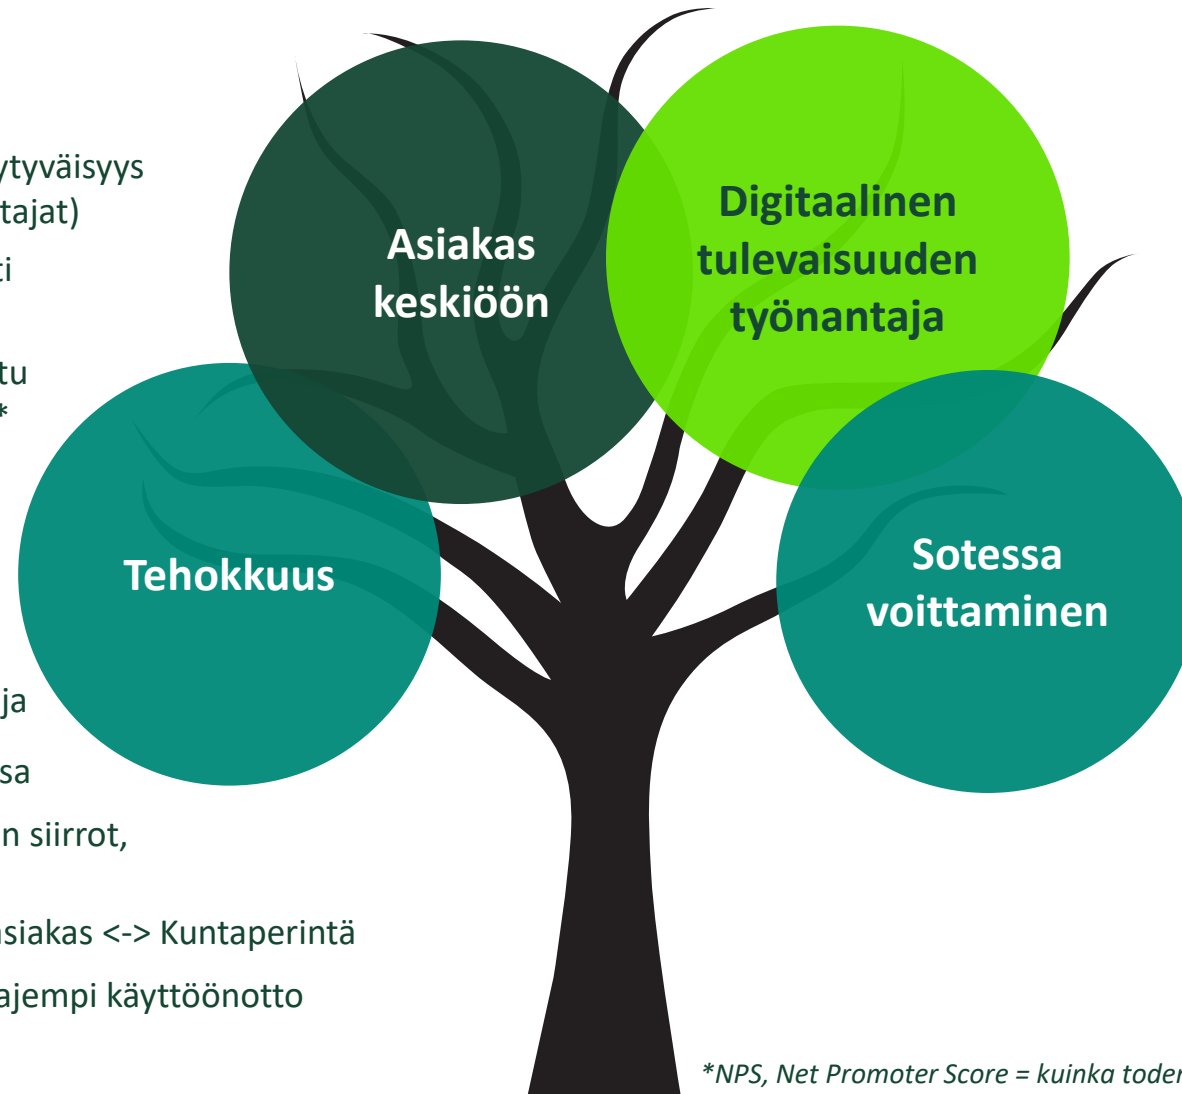 ytyväisyys
tajat)
ti
tu
*
Asiakas
keskiöön
Digitaalinen
tulevaisuuden
työnantaja
Tehokkuus
Sotessa
voittaminen
ja
sa
n siirrot,
asiakas <-> Kuntaperintä
ajempi käyttöönotto
*NPS, Net Promoter Score = kuinka toder